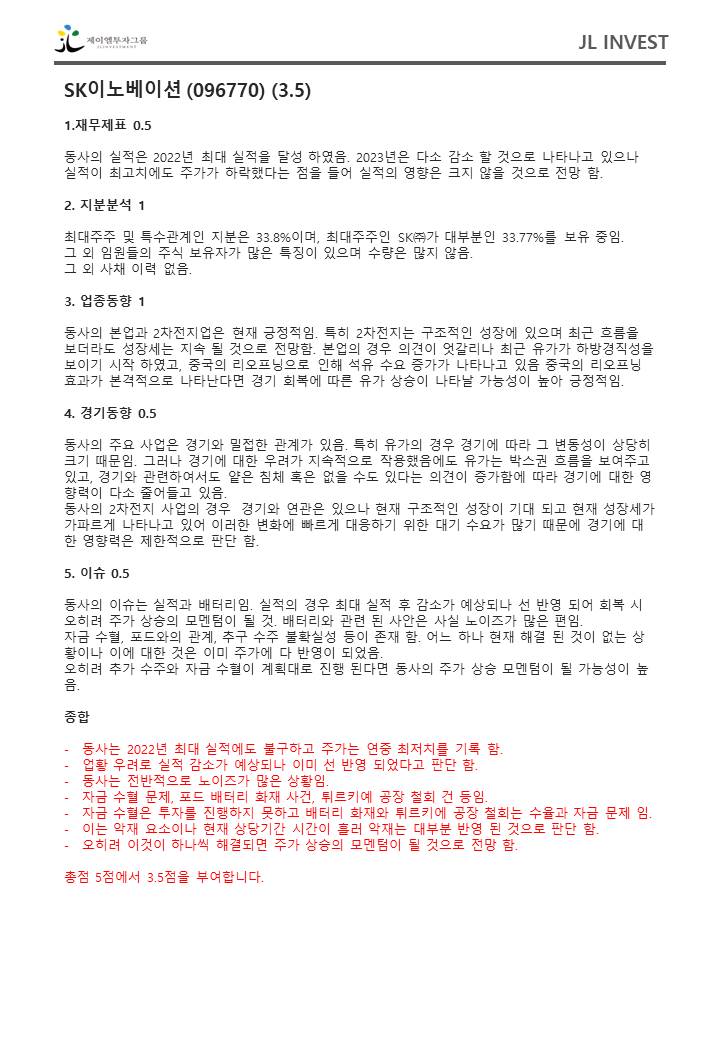 제이엘투자그룹
JLINVESTMENT
JL INVEST
SK이노베이션 (096770) (3.5)
1.재무제표 0.5
동사의 실적은 2022년 최대 실적을 달성 하였음. 2023년은 다소 감소 할 것으로 나타나고 있으나
실적이 최고치에도 주가가 하락했다는 점을 들어 실적의 영향은 크지 않을 것으로 전망 함.
2. 지분분석 1
최대주주 및 특수관계인 지분은 33.8%이며, 최대주주인 SK㈜가 대부분인 33.77%를 보유 중임.
그 외 임원들의 주식 보유자가 많은 특징이 있으며 수량은 많지 않음.
그 외 사채 이력 없음.
3. 업종동향 1
동사의 본업과 2차전지업은 현재 긍정적임. 특히 2차전지는 구조적인 성장에 있으며 최근 흐름을
보더라도 성장세는 지속 될 것으로 전망함. 본업의 경우 의견이 엇갈리나 최근 유가가 하방경직성을
보이기 시작 하였고, 중국의 리오프닝으로 인해 석유 수요 증가가 나타나고 있음 중국의 리오프닝
효과가 본격적으로 나타난다면 경기 회복에 따른 유가 상승이 나타날 가능성이 높아 긍정적임.
4. 경기동향 0.5
동사의 주요 사업은 경기와 밀접한 관계가 있음. 특히 유가의 경우 경기에 따라 그 변동성이 상당히
크기 때문임. 그러나 경기에 대한 우려가 지속적으로 작용했음에도 유가는 박스권 흐름을 보여주고
있고, 경기와 관련하여서도 얕은 침체 혹은 없을 수도 있다는 의견이 증가함에 따라 경기에 대한 영
향력이 다소 줄어들고 있음.
동사의 2차전지 사업의 경우 경기와 연관은 있으나 현재 구조적인 성장이 기대 되고 현재 성장세가
가파르게 나타나고 있어 이러한 변화에 빠르게 대응하기 위한 대기 수요가 많기 때문에 경기에 대
한 영향력은 제한적으로 판단 함.
5. 이슈 0.5
동사의 이슈는 실적과 배터리임. 실적의 경우 최대 실적 후 감소가 예상되나 선 반영 되어 회복 시
오히려 주가 상승의 모멘텀이 될 것. 배터리와 관련 된 사안은 사실 노이즈가 많은 편임.
자금 수혈, 포드와의 관계, 추구 수주 불확실성 등이 존재 함. 어느 하나 현재 해결 된 것이 없는 상
황이나 이에 대한 것은 이미 주가에 다 반영이 되었음.
오히려 추가 수주와 자금 수혈이 계획대로 진행 된다면 동사의 주가 상승 모멘텀이 될 가능성이 높
음.
종합
- 동사는 2022년 최대 실적에도 불구하고 주가는 연중 최저치를 기록 함.
- 업황 우려로 실적 감소가 예상되나 이미 선 반영 되었다고 판단 함.
- 동사는 전반적으로 노이즈가 많은 상황임.
- 자금 수혈 문제, 포드 배터리 화재 사건, 튀르키예 공장 철회 건 등임.
- 자금 수혈은 투자를 진행하지 못하고 배터리 화재와 튀르키에 공장 철회는 수율과 자금 문제 임.
- 이는 악재 요소이나 현재 상당기간 시간이 흘러 악재는 대부분 반영 된 것으로 판단 함.
- 오히려 이것이 하나씩 해결되면 주가 상승의 모멘텀이 될 것으로 전망 함.
총점 5점에서 3.5점을 부여합니다.